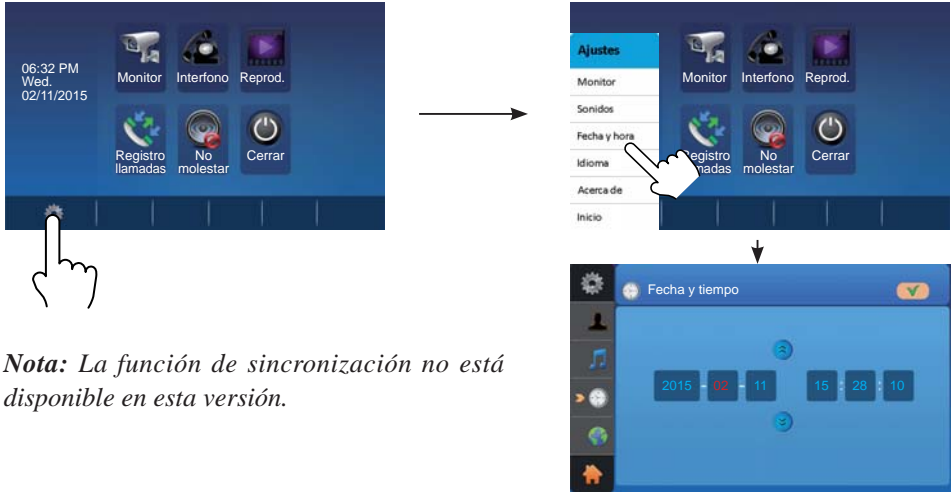 06:32 PM
Wed.
02/11/2015
Monitor Interfono Reprod.
Registro llamadas No molestar Cerrar
Ajustes
Monitor
Sonidos
Fecha y hora
Idioma
Acerca de
Inicio
Monitor Interfono Reprod.
No molestar Cerrar
Fecha y tiempo
2015 - 02 - 11 15 : 28 : 10
Nota: La función de sincronización no está
disponible en esta versión.